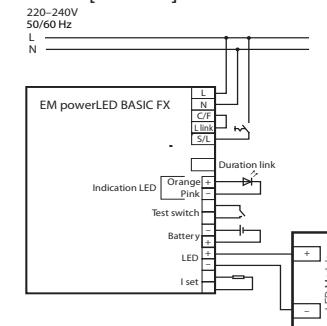 220–240V
50/60 Hz
L
N
EM powerLED BASIC FX
L
N
C/F
L link
S/L
Duration link
Indication LED
Orange +
Pink –
Test switch
Battery
–
+
LED
+
–
I set
+
–